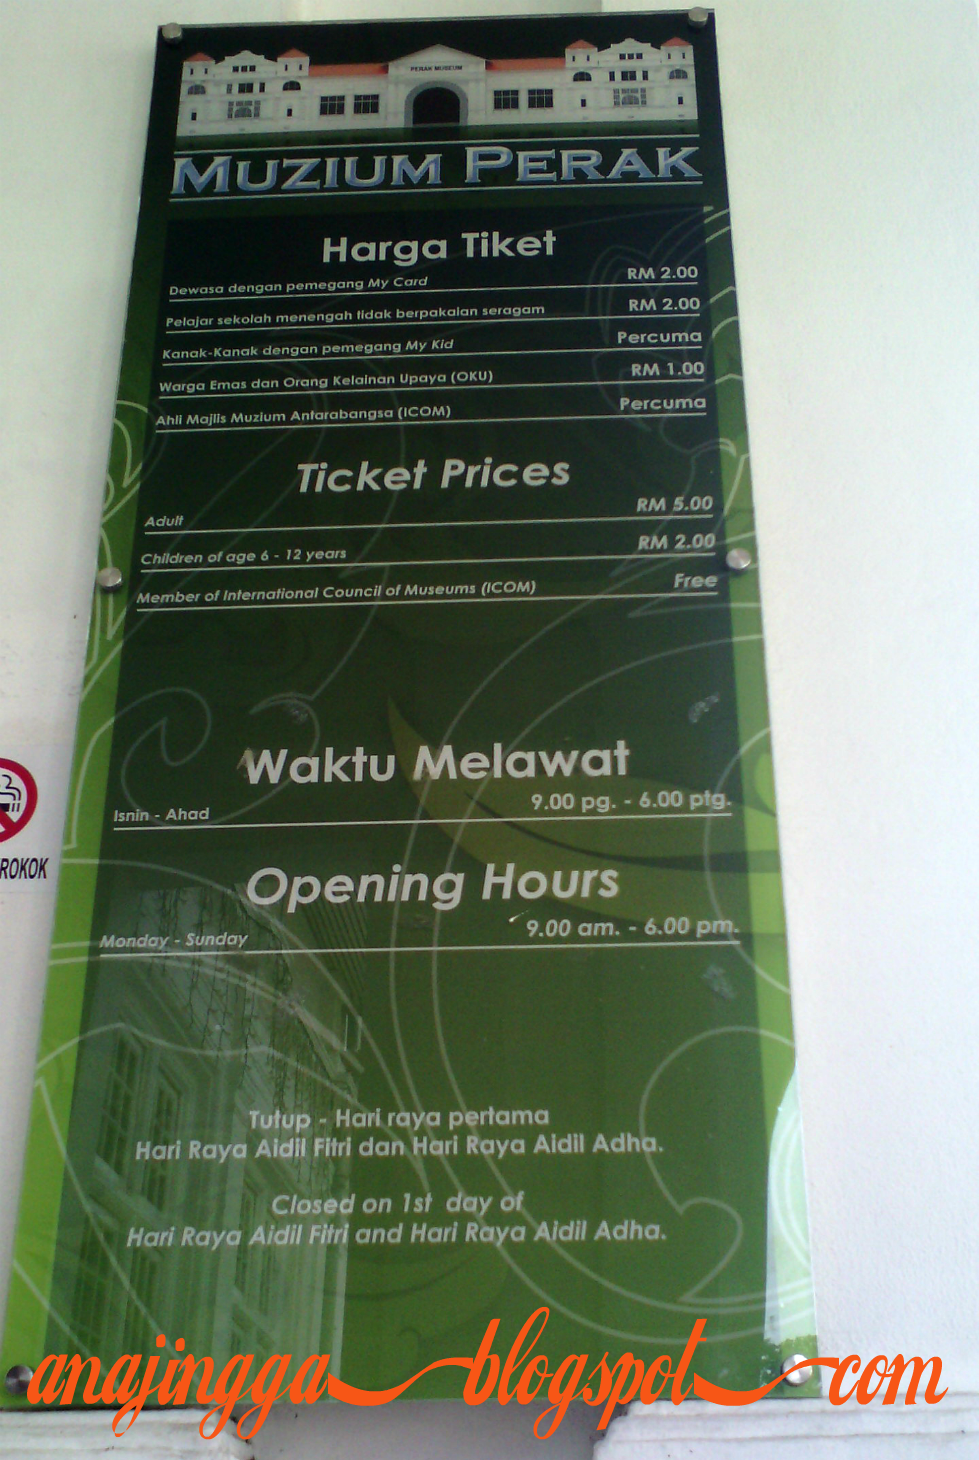 PERAK MUSEUM
MUZIUM PERAK
Harga Tiket
Dewasa dengan pemegang My Card RM 2.00
Pelajar sekolah menengah tidak berpakaian seragam RM 2.00
Kanak-Kanak dengan pemegang My Kid Percuma
Warga Emas dan Orang Kelainan Upaya (OKU) RM 1.00
Ahli Majlis Muzium Antarabangsa (ICOM) Percuma
Ticket Prices
Adult RM 5.00
Children of age 6 - 12 years RM 2.00
Member of International Council of Museums (ICOM) Free
Waktu Melawat
Isnin - Ahad 9.00 pg. - 6.00 ptg.
ROKOK
Opening Hours
Monday - Sunday 9.00 am. - 6.00 pm.
Tutup - Hari raya pertama
Hari Raya Aidil Fitri dan Hari Raya Aidil Adha.
Closed on 1st day of
Hari Raya Aidil Fitri and Hari Raya Aidil Adha.
anajingga blogspot com